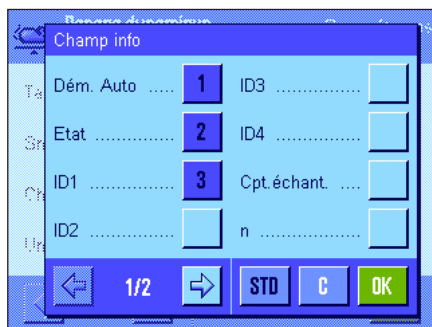 Champ info
Dém. Auto ..... 1 ID3 ..................
Etat ............... 2 ID4 ..................
ID1 ............... 3 Cpt.échant. ....
ID2 ............... n ..................
1/2 STD C OK